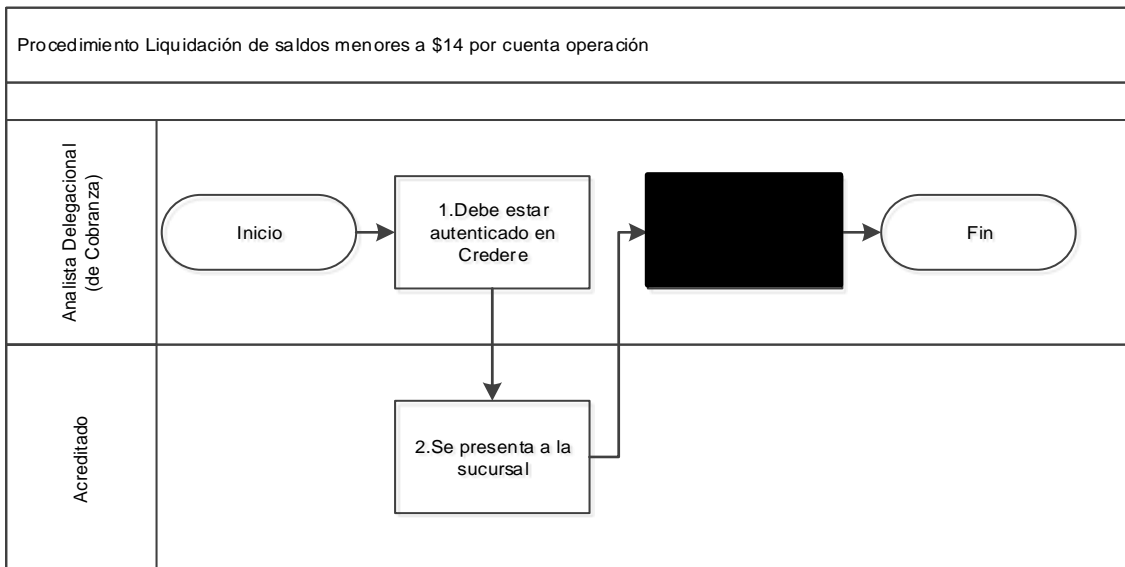 Procedimiento Liquidación de saldos menores a $14 por cuenta operación
Analista Delegacional
(de Cobranza)
Inicio
1.Debe estar
autenticado en
Credere
Fin
Acreditado
2.Se presenta a la
sucursal